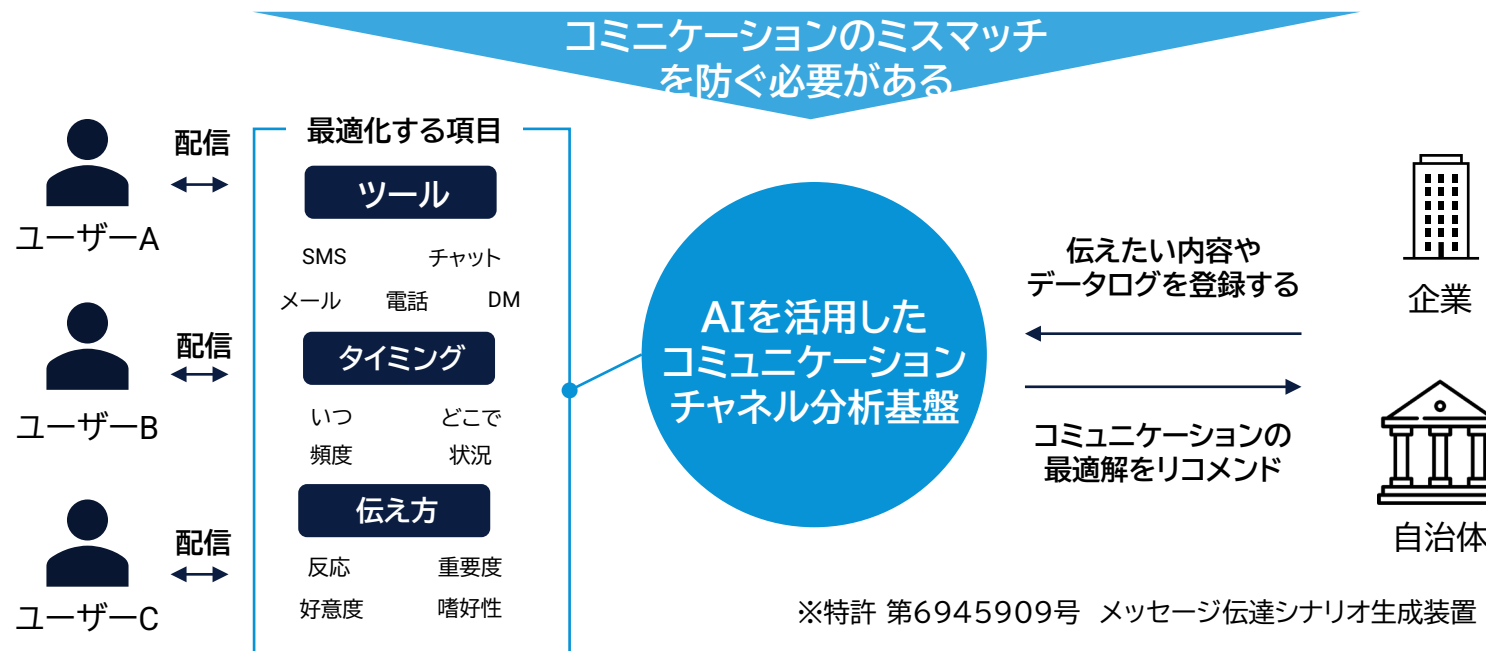 コミニケーションのミスマッチ
を防ぐ必要がある
配信
ユーザーA
配信
ユーザーB
配信
ユーザーC
最適化する項目
ツール
SMS チャット
メール 電話 DM
タイミング
いつ どこで
頻度 状況
伝え方
反応 重要度
好意度 嗜好性
AIを活用した
コミュニケーション
チャネル分析基盤
伝えたい内容や
データログを登録する
コミュニケーションの
最適解をリコメンド
企業
自治体
※特許 第6945909号 メッセージ伝達シナリオ生成装置